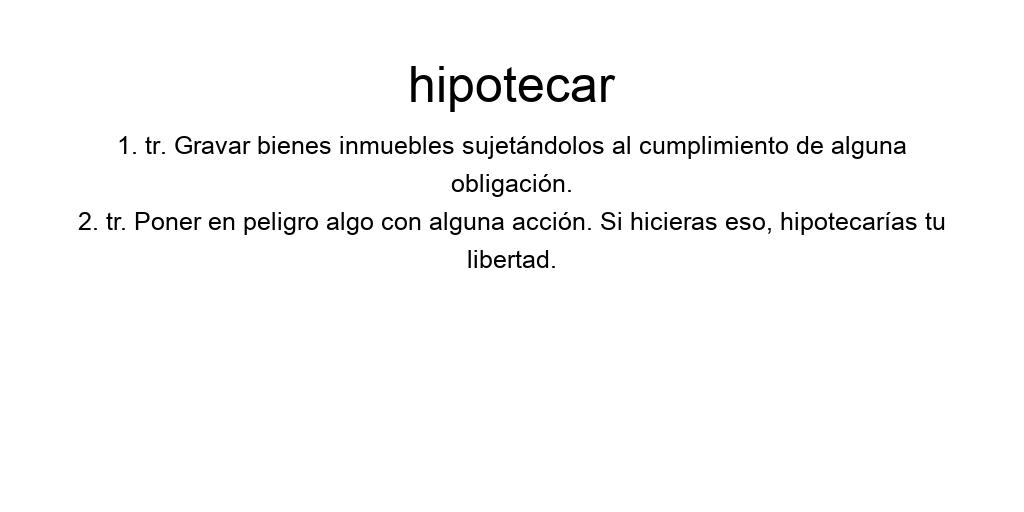 hipotecar
1. tr. Gravar bienes inmuebles sujetándolos al cumplimiento de alguna
obligación.
2. tr. Poner en peligro algo con alguna acción. Si hicieras eso, hipotecarías tu
libertad.